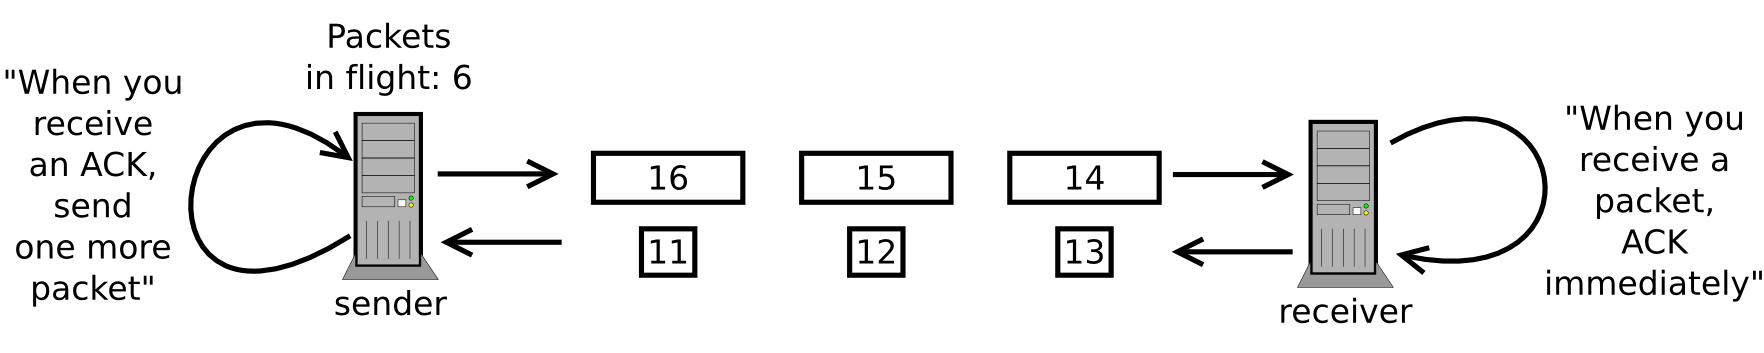 Packets
in flight: 6
"When you
receive
an ACK,
send
one more
packet"
sender
16
15
14
11
12
13
receiver
"When you
receive a
packet,
ACK
immediately"